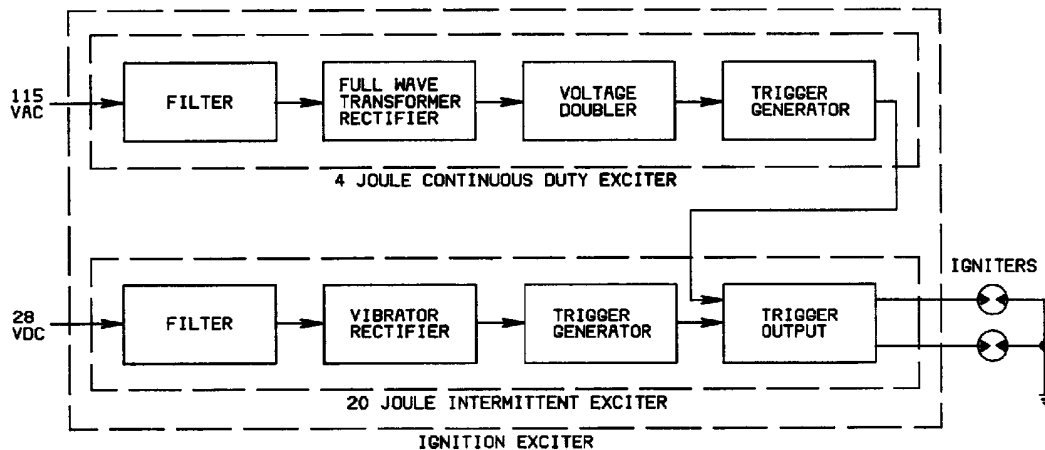 115
VAC
FILTER
FULL WAVE
TRANSFORMER
RECTIFIER
VOLTAGE
DOUBLER
TRIGGER
GENERATOR
4 JOULE CONTINUOUS DUTY EXCITER
28
VDC
FILTER
VIBRATOR
RECTIFIER
TRIGGER
GENERATOR
TRIGGER
OUTPUT
IGNITERS
20 JOULE INTERMITTENT EXCITER
IGNITION EXCITER